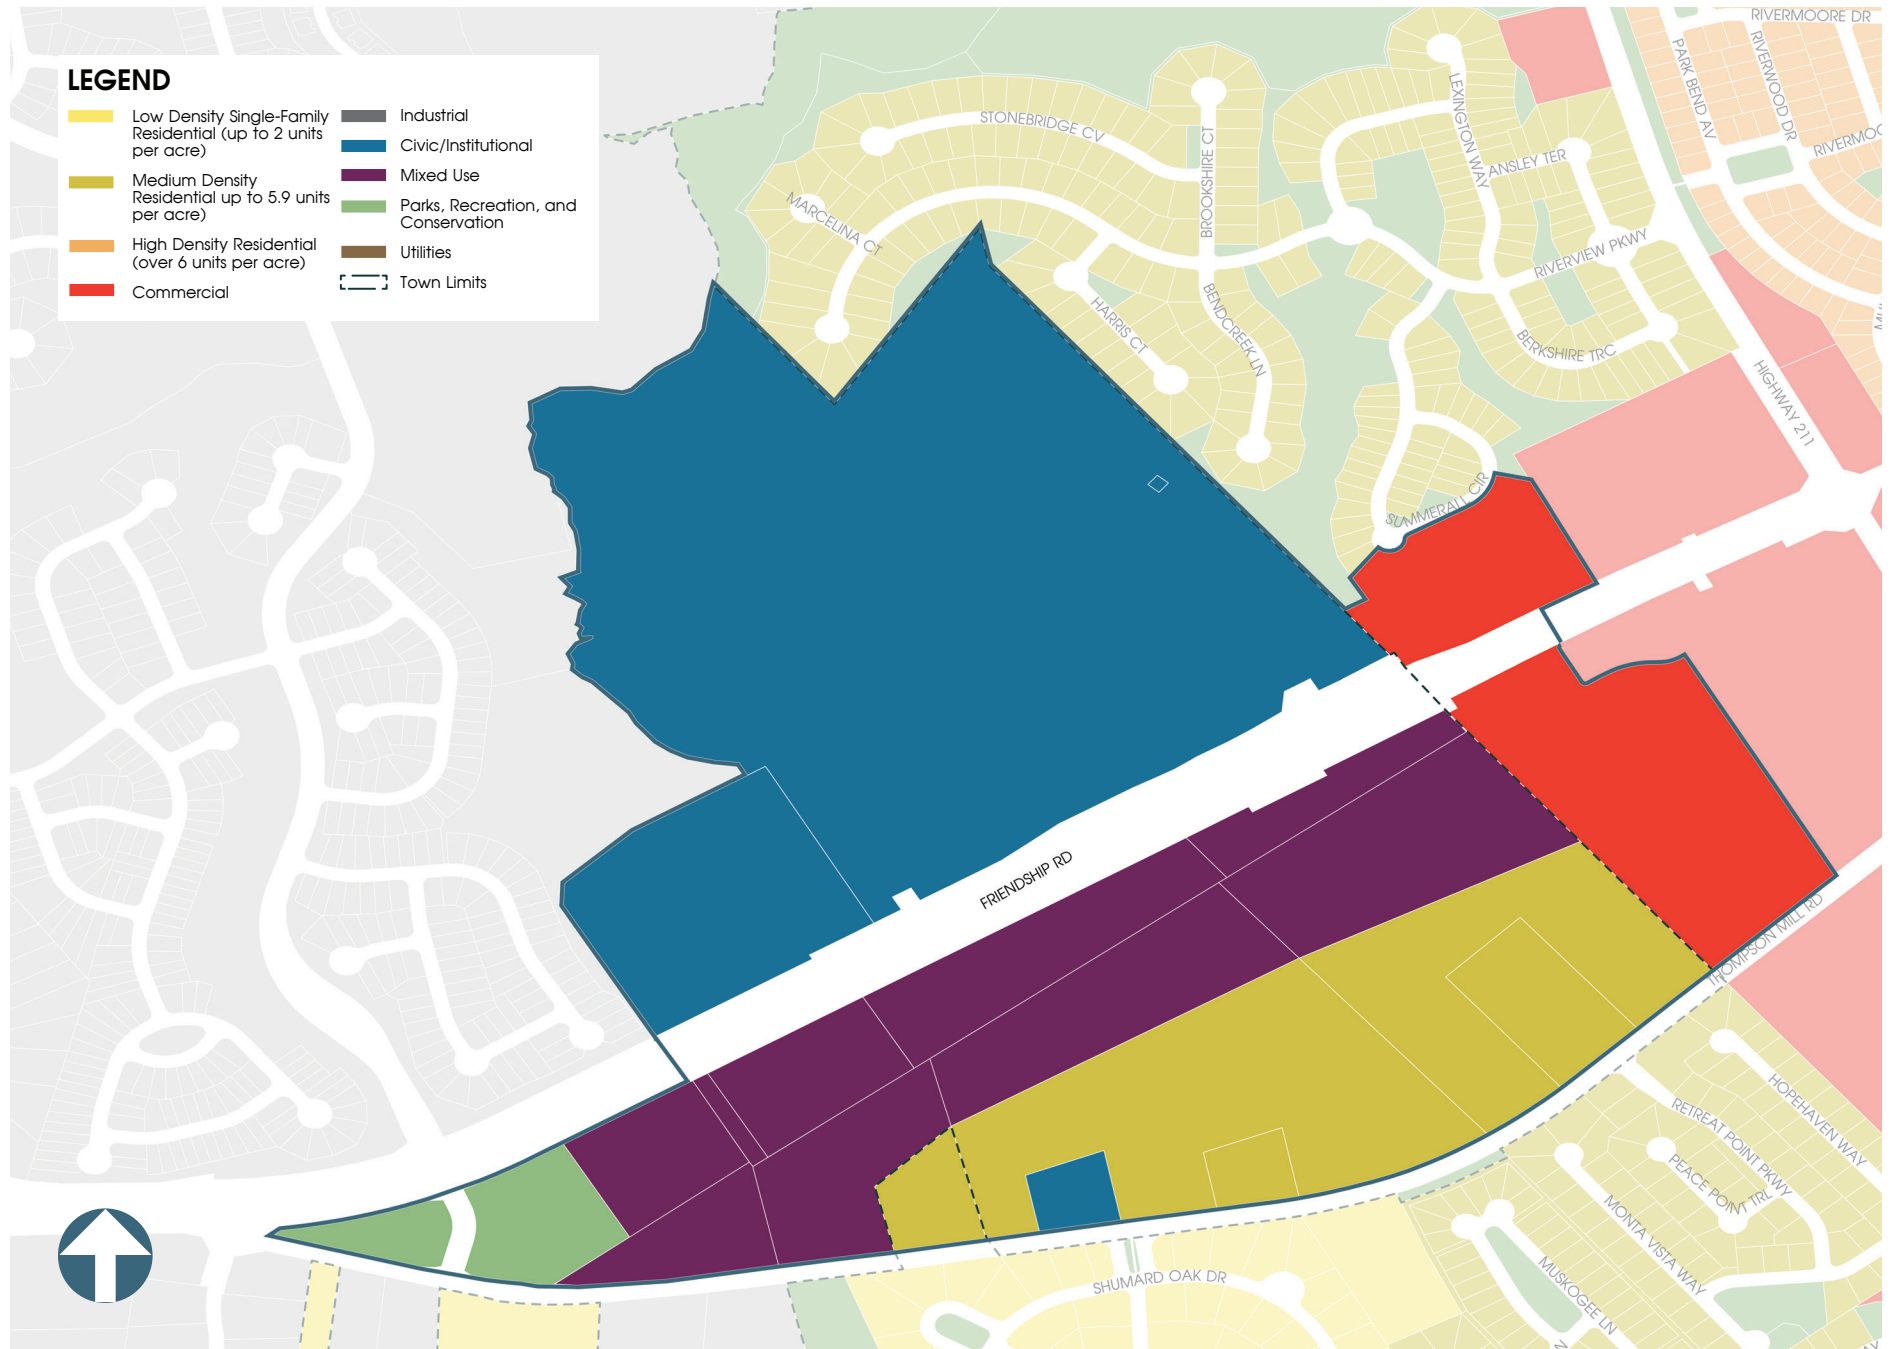 LEGEND
Low Density Single-Family
Residential (up to 2 units
per acre)
Medium Density
Residential up to 5.9 units
per acre)
High Density Residential
(over 6 units per acre)
Commercial
Industrial
Civic/Institutional
Mixed Use
Parks, Recreation, and
Conservation
Utilities
Town Limits
RIVERMOORE DR
PARK BEND AV
RIVERWOOD DR
LEXINGTON WAY
STONEBRIDGE CV
BROOKSHIRE CT
ANSLEY TER
MARCELINA CT
RIVERVIEW PKWY
HARRIS CT
BENDCREEK LN
BERKSHIRE TRC
HIGHWAY 211
SUMMERALL CIR
FRIENDSHIP RD
THOMPSON MILL RD
HOPEHAVEN WAY
RETREAT POINT PKWY
PEACE POINT TRL
MONTA VISTA WAY
MUSKOGEE LN
SHUMARD OAK DR